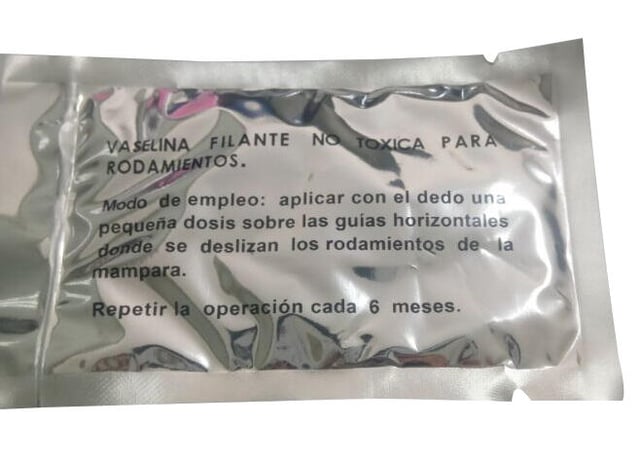 VASELINA FILANTE NO TOXICA PARA
RODAMIENTOS.
Modo de empleo: aplicar con el dedo una
pequeña dosis sobre las guías horizontales
donde se deslizan los rodamientos de la
mampara.
Repetir la operación cada 6 meses.